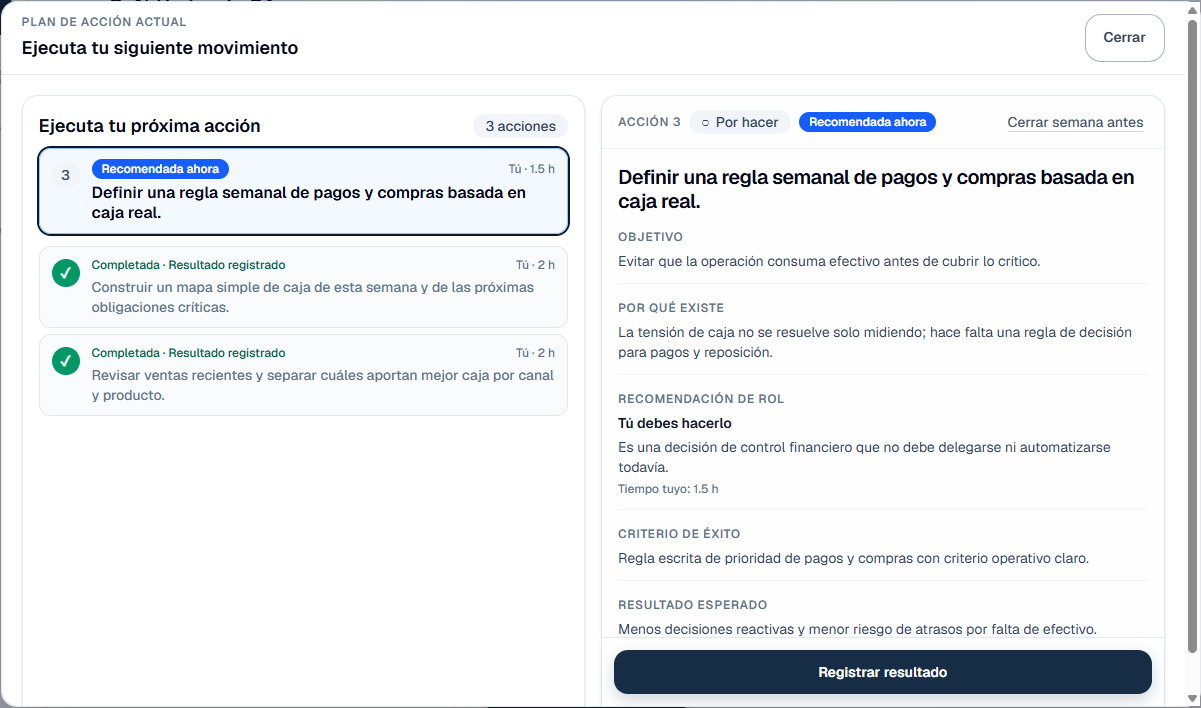 PLAN DE ACCIÓN ACTUAL
Ejecuta tu siguiente movimiento
Cerrar
Ejecuta tu próxima acción
3 acciones
3
Recomendada ahora
Tú · 1.5 h
Definir una regla semanal de pagos y compras basada en
caja real.
Completada · Resultado registrado
Tú · 2 h
Construir un mapa simple de caja de esta semana y de las próximas
obligaciones críticas.
Completada · Resultado registrado
Tú · 2 h
Revisar ventas recientes y separar cuáles aportan mejor caja por canal
y producto.
ACCIÓN 3
Por hacer
Recomendada ahora
Cerrar semana antes
Definir una regla semanal de pagos y compras basada en
caja real.
OBJETIVO
Evitar que la operación consuma efectivo antes de cubrir lo crítico.
POR QUÉ EXISTE
La tensión de caja no se resuelve solo midiendo; hace falta una regla de decisión
para pagos y reposición.
RECOMENDACIÓN DE ROL
Tú debes hacerlo
Es una decisión de control financiero que no debe delegarse ni automatizarse
todavía.
Tiempo tuyo: 1.5 h
CRITERIO DE ÉXITO
Regla escrita de prioridad de pagos y compras con criterio operativo claro.
RESULTADO ESPERADO
Menos decisiones reactivas y menor riesgo de atrasos por falta de efectivo.
Registrar resultado